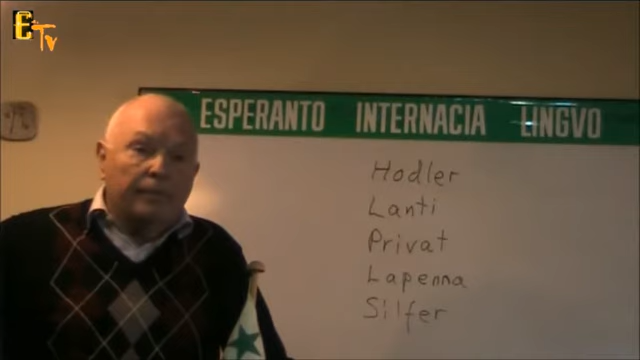 ETv
ESPERANTO INTERNACIA LINGVO
Hodler
Lanti
Privat
Lapenna
Silfer